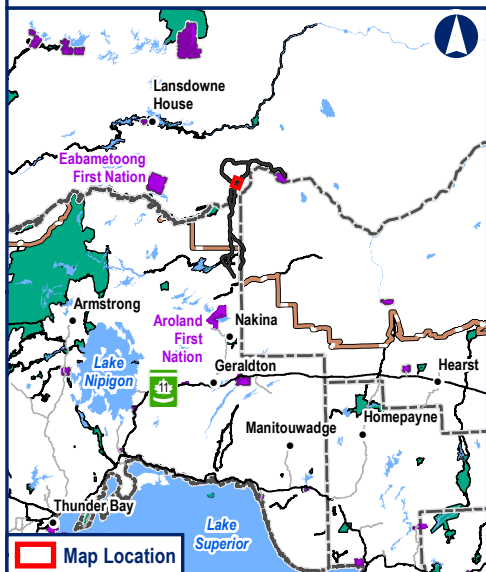 Lansdowne
House
Eabametoong
First Nation
Armstrong
Aroland
First
Nation
Nakina
Lake
Nipigon
Geraldton
11
Hearst
Manitouwadge
Homepayne
Thunder Bay
Lake
Superior
Map Location